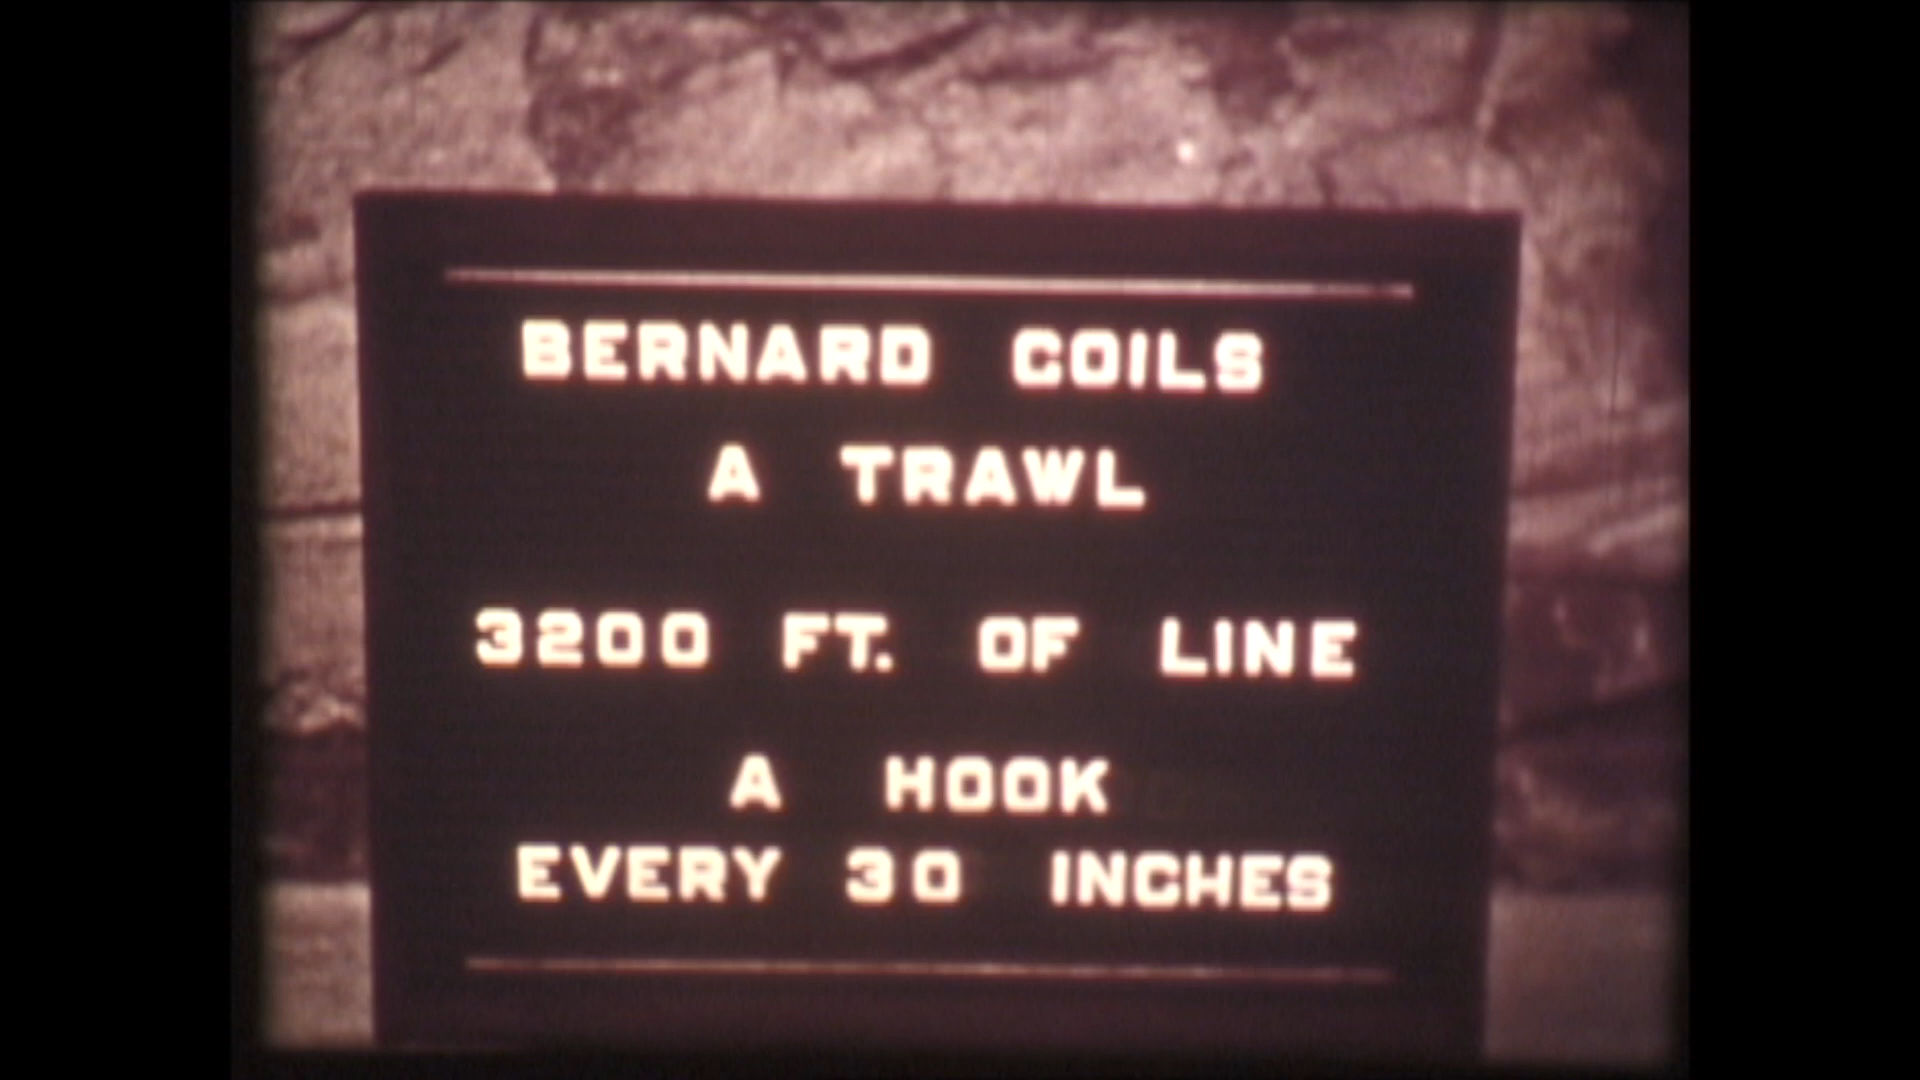 BERNARD COILS
A TRAWL
3200 FT. OF LINE
A HOOK
EVERY 30 INCHES